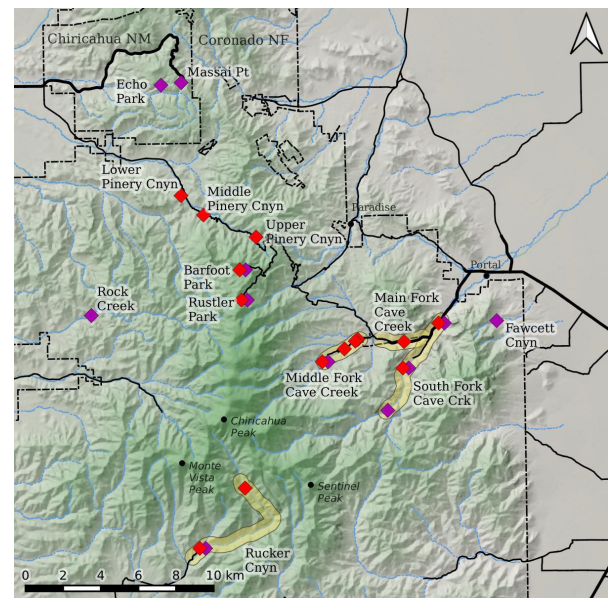 Chiricahua NM
Coronado NF
Massai Pt
Echo
Park
Lower
Pinery Cnyn
Middle
Pinery Cnyn
Paradise
Upper
Pinery Cnyn
Barfoot
Park
Portal
Rock
Creek
Rustler
Park
Main Fork
Cave
Creek
Fawcett
Cnyn
Middle Fork
Cave Creek
South Fork
Cave Crk
Chiricahua
Peak
Monte
Vista
Peak
Sentinel
Peak
Rucker
Cnyn
0 2 4 6 8 10 km